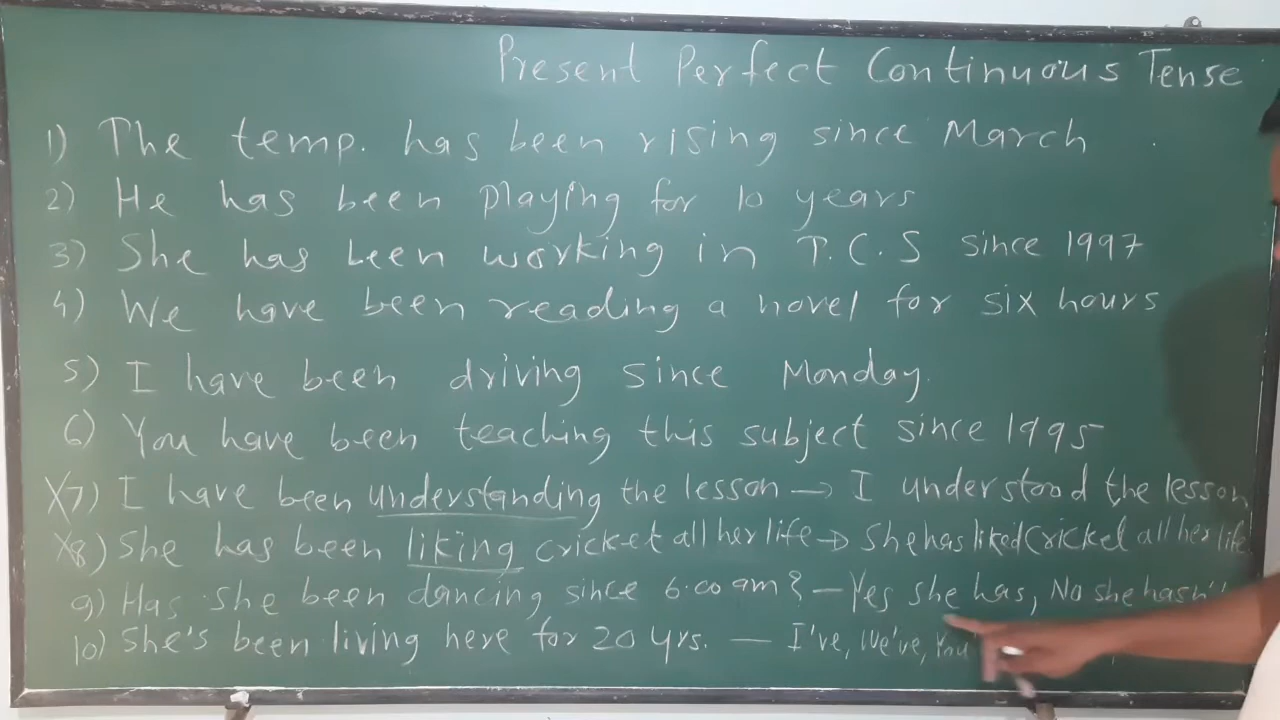 Present Perfect Continuous Tense
1) The temp. has been rising since March
2) He has been playing for 10 years
3) She has been working in T.C.S since 1997
4) We have been reading a novel for six hours
5) I have been driving since Monday.
6) You have been teaching this subject since 1995
X7) I have been understanding the lesson → I understood the lesson
X8) She has been liking cricket all her life → She has liked Cricket all her life
9) Has she been dancing since 6.00 am? - Yes she has, No she hasn't
10) She's been living here for 20 yrs. - I've, We've, You